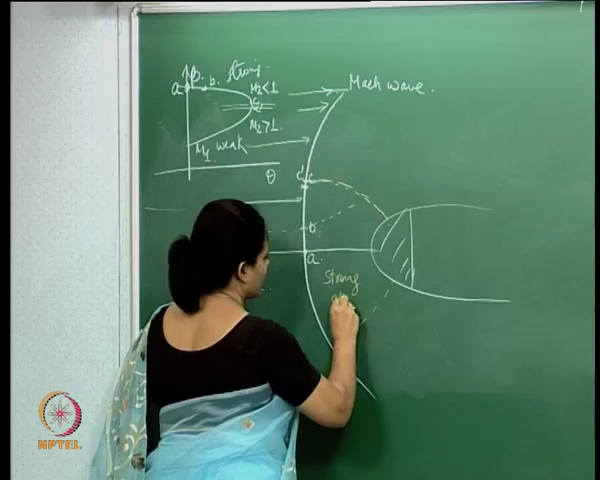 β.
strong.
a b.
M2<1
Mach wave.
c
M2>1
M1 weak
θ
d c
b
a.
Strong
NPTEL